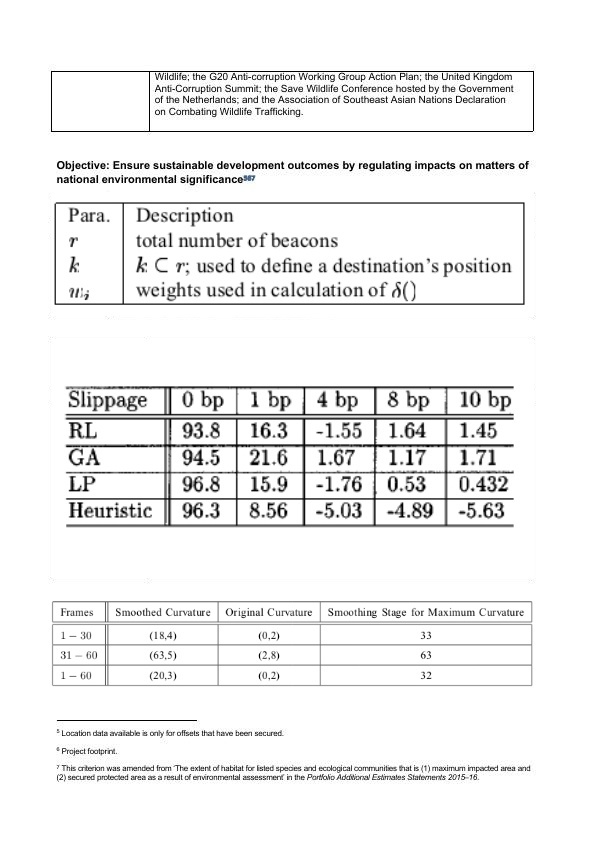 Wildlife; the G20 Anti-corruption Working Group Action Plan; the United Kingdom
Anti-Corruption Summit; the Save Wildlife Conference hosted by the Government
of the Netherlands; and the Association of Southeast Asian Nations Declaration
on Combating Wildlife Trafficking.
Objective: Ensure sustainable development outcomes by regulating impacts on matters of
national environmental significance⁵⁶⁷
Para. Description
r total number of beacons
k k ⊂ r; used to define a destination's position
wᵢ weights used in calculation of δ()
Slippage 0 bp 1 bp 4 bp 8 bp 10 bp
RL 93.8 16.3 -1.55 1.64 1.45
GA 94.5 21.6 1.67 1.17 1.71
LP 96.8 15.9 -1.76 0.53 0.432
Heuristic 96.3 8.56 -5.03 -4.89 -5.63
Frames Smoothed Curvature Original Curvature Smoothing Stage for Maximum Curvature
1 − 30 (18,4) (0,2) 33
31 − 60 (63,5) (2,8) 63
1 − 60 (20,3) (0,2) 32
⁵ Location data available is only for offsets that have been secured.
⁶ Project footprint.
⁷ This criterion was amended from 'The extent of habitat for listed species and ecological communities that is (1) maximum impacted area and
(2) secured protected area as a result of environmental assessment' in the Portfolio Additional Estimates Statements 2015–16.